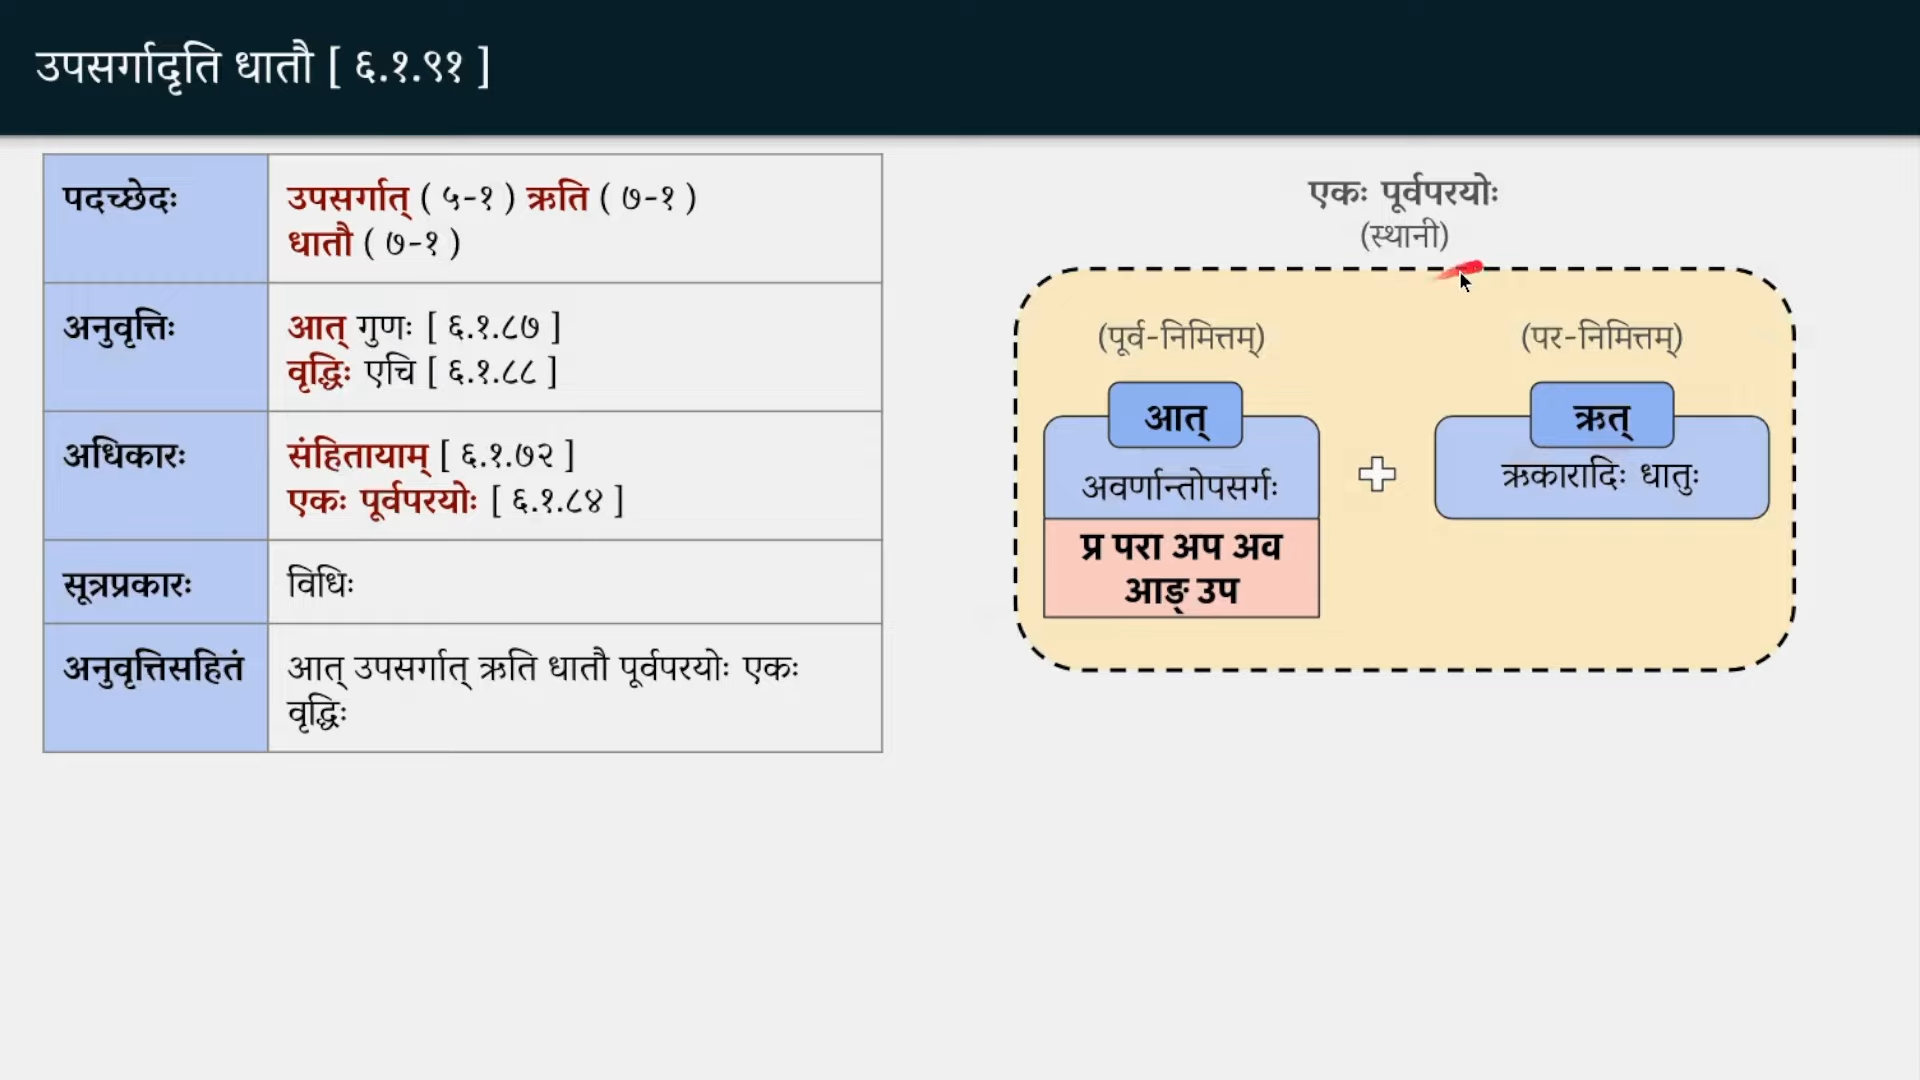 उपसर्गादृति धातौ [ ६.१.९१ ]
पदच्छेदः
उपसर्गात् ( ५-१ ) ऋति ( ७-१ )
धातौ ( ७-१ )
अनुवृत्तिः
आत् गुणः [ ६.१.८७ ]
वृद्धिः एचि [ ६.१.८८ ]
अधिकारः
संहितायाम् [ ६.१.७२ ]
एकः पूर्वपरयोः [ ६.१.८४ ]
सूत्रप्रकारः
विधिः
अनुवृत्तिसहितं
आत् उपसर्गात् ऋति धातौ पूर्वपरयोः एकः
वृद्धिः
एकः पूर्वपरयोः
(स्थानी)
(पूर्व-निमित्तम्)
(पर-निमित्तम्)
आत्
ऋत्
अवर्णान्तोपसर्गः
ऋकारादिः धातुः
प्र परा अप अव
आङ् उप